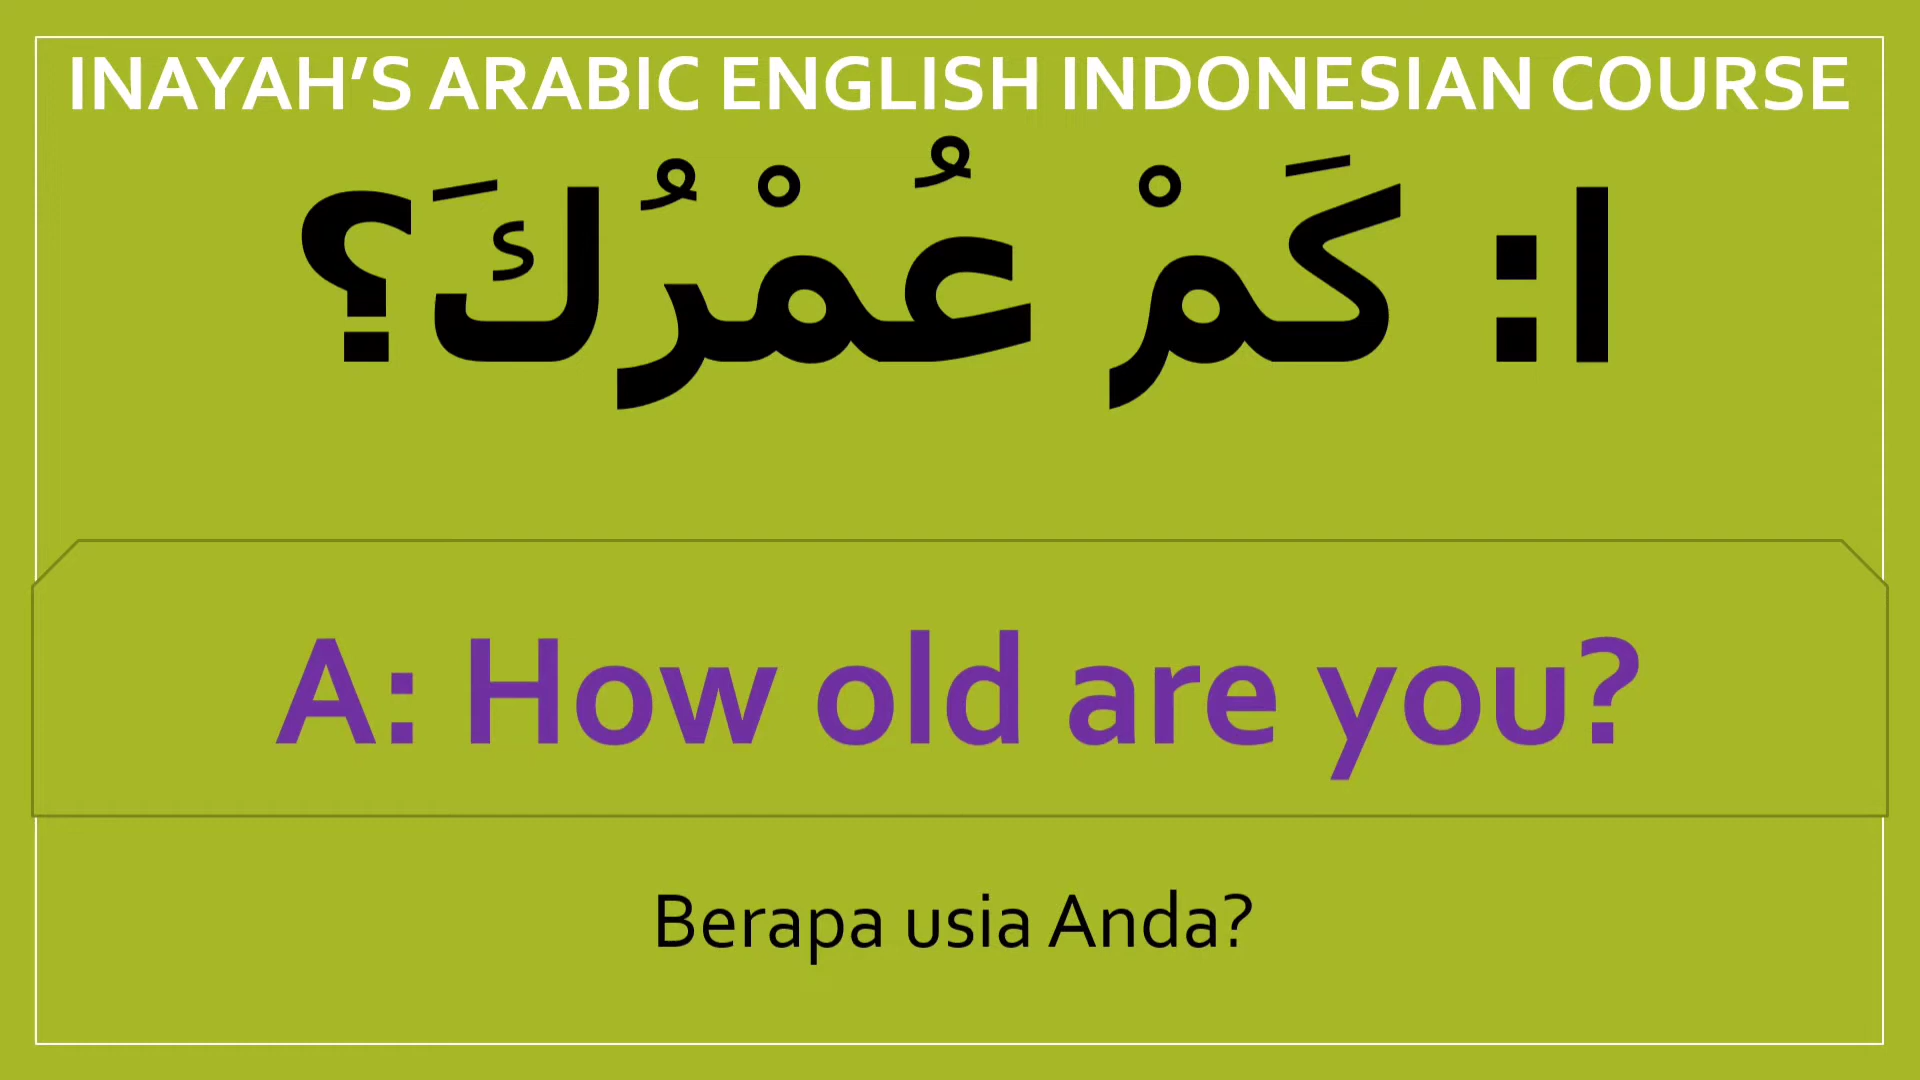 INAYAH’S ARABIC ENGLISH INDONESIAN COURSE
ا: كَمْ عُمْرُكَ؟
A: How old are you?
Berapa usia Anda?